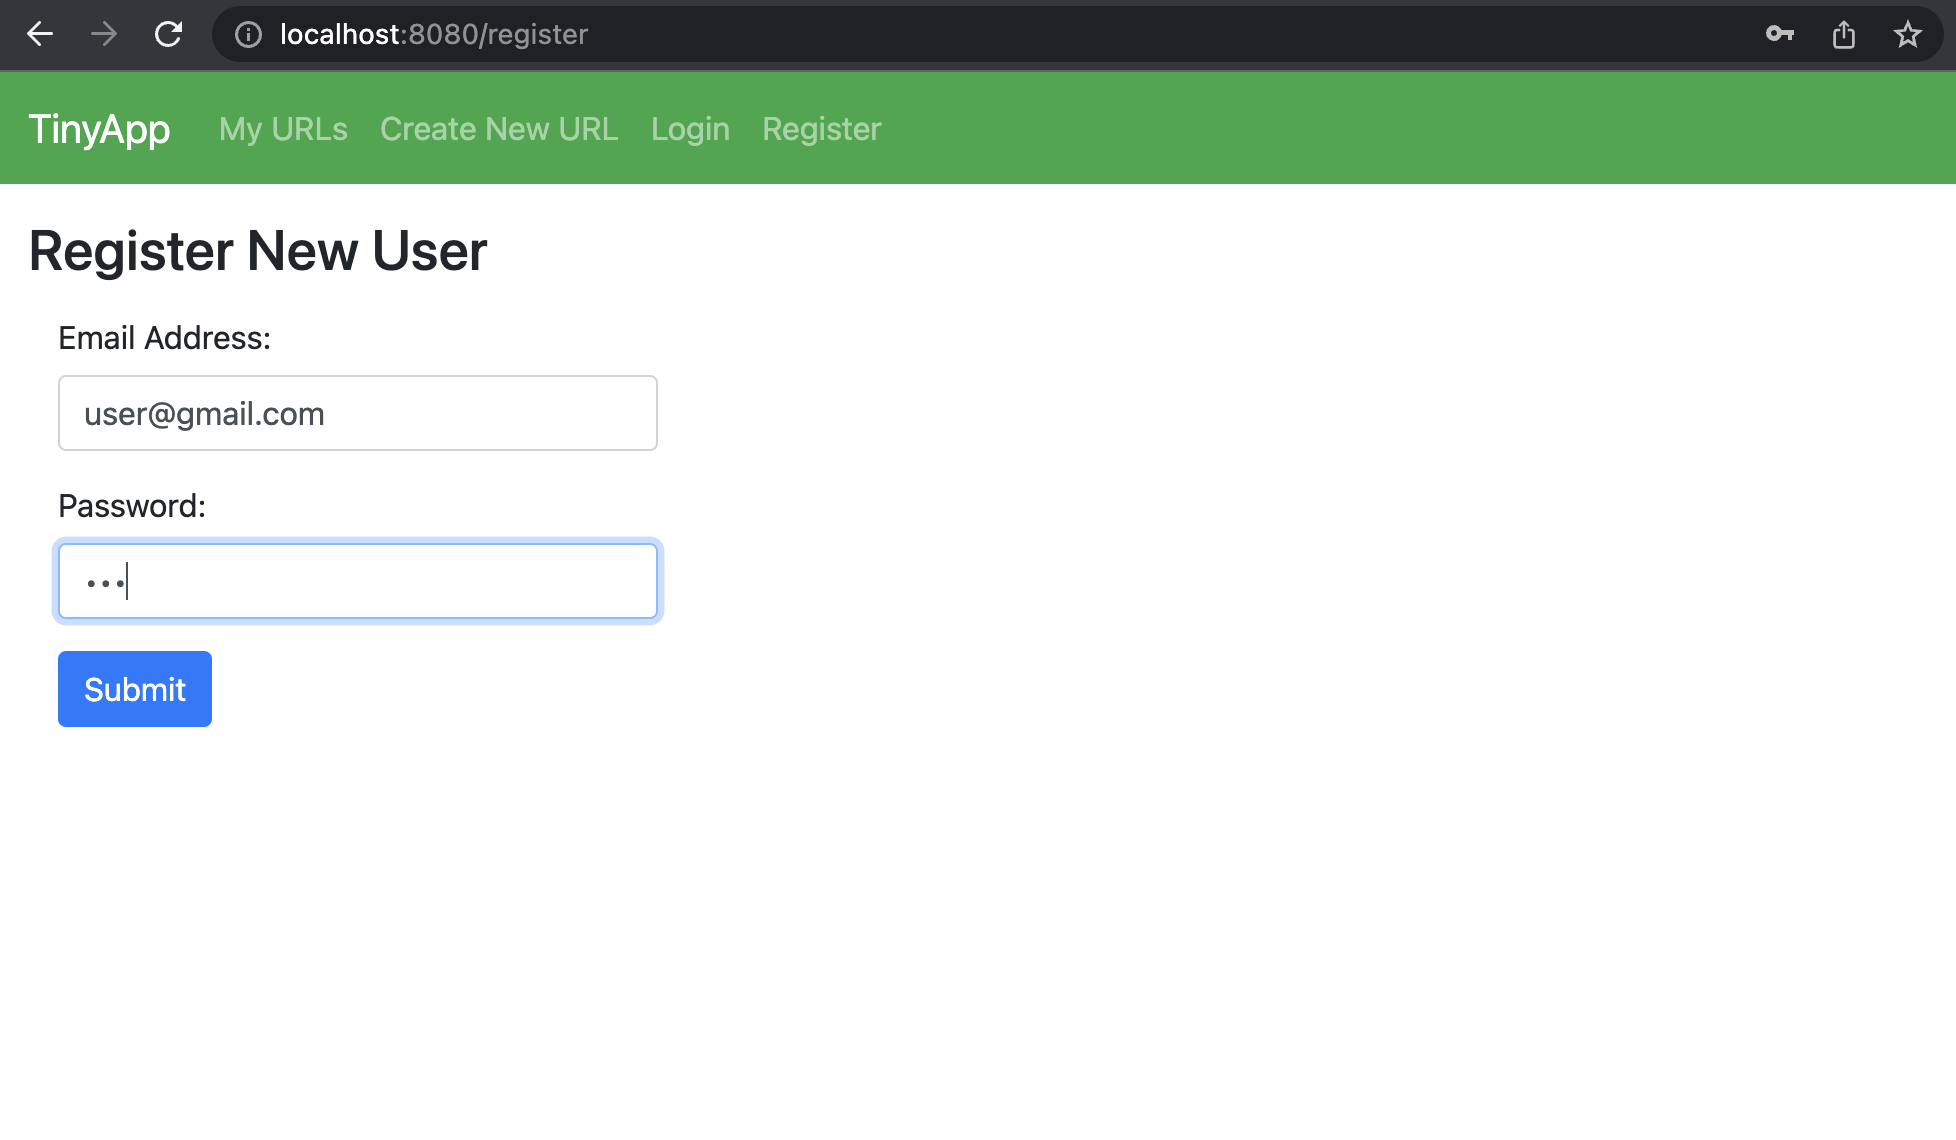 localhost:8080/register
TinyApp My URLs Create New URL Login Register
Register New User
Email Address:
user@gmail.com
Password:
•••
Submit